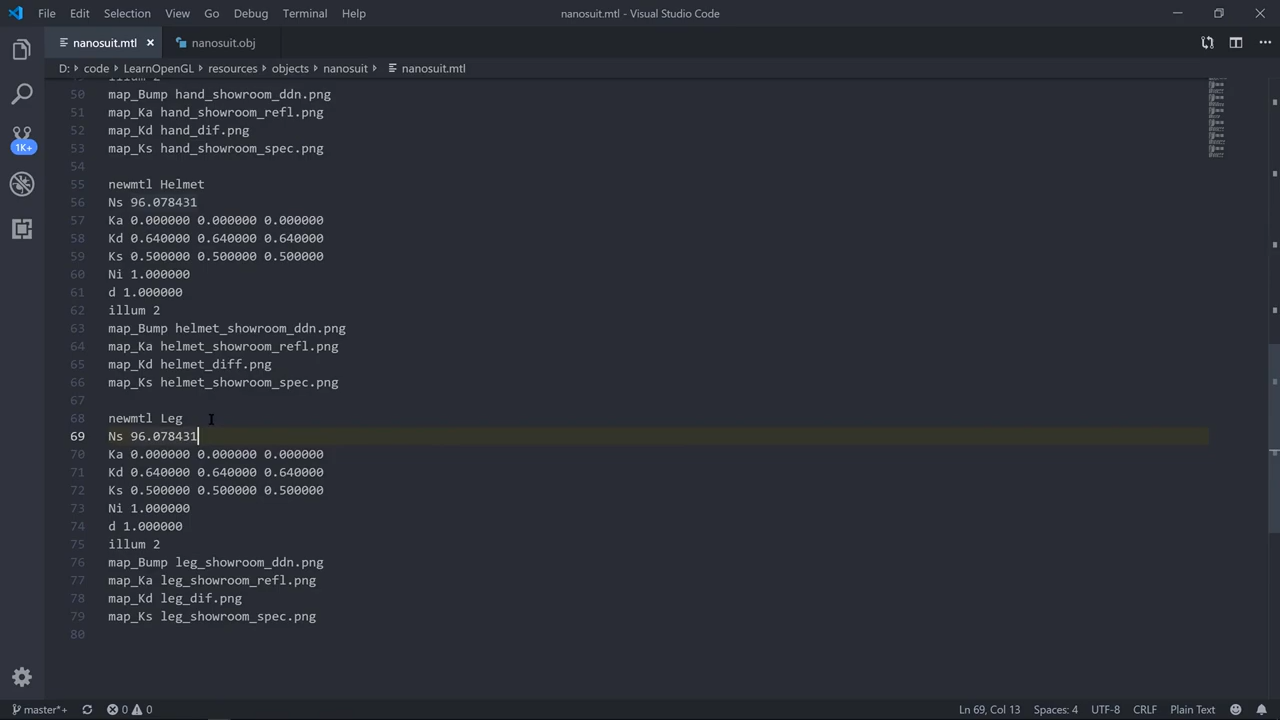 File Edit Selection View Go Debug Terminal Help
nanosuit.mtl - Visual Studio Code
nanosuit.mtl
nanosuit.obj
D: > code > LearnOpenGL > resources > objects > nanosuit > nanosuit.mtl
50 map_Bump hand_showroom_ddn.png
51 map_Ka hand_showroom_refl.png
52 map_Kd hand_dif.png
53 map_Ks hand_showroom_spec.png
54
55 newmtl Helmet
56 Ns 96.078431
57 Ka 0.000000 0.000000 0.000000
58 Kd 0.640000 0.640000 0.640000
59 Ks 0.500000 0.500000 0.500000
60 Ni 1.000000
61 d 1.000000
62 illum 2
63 map_Bump helmet_showroom_ddn.png
64 map_Ka helmet_showroom_refl.png
65 map_Kd helmet_diff.png
66 map_Ks helmet_showroom_spec.png
67
68 newmtl Leg
69 Ns 96.078431
70 Ka 0.000000 0.000000 0.000000
71 Kd 0.640000 0.640000 0.640000
72 Ks 0.500000 0.500000 0.500000
73 Ni 1.000000
74 d 1.000000
75 illum 2
76 map_Bump leg_showroom_ddn.png
77 map_Ka leg_showroom_refl.png
78 map_Kd leg_dif.png
79 map_Ks leg_showroom_spec.png
80
1K+
master*+ 0 0 Ln 69, Col 13 Spaces: 4 UTF-8 CRLF Plain Text